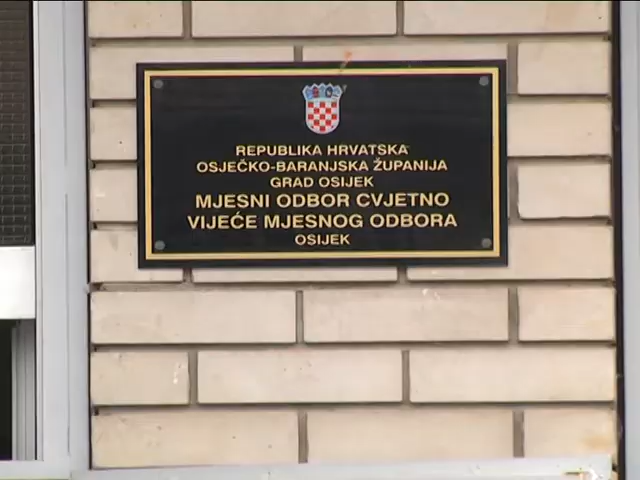 REPUBLIKA HRVATSKA
OSJEČKO-BARANJSKA ŽUPANIJA
GRAD OSIJEK
MJESNI ODBOR CVJETNO
VIJEĆE MJESNOG ODBORA
OSIJEK